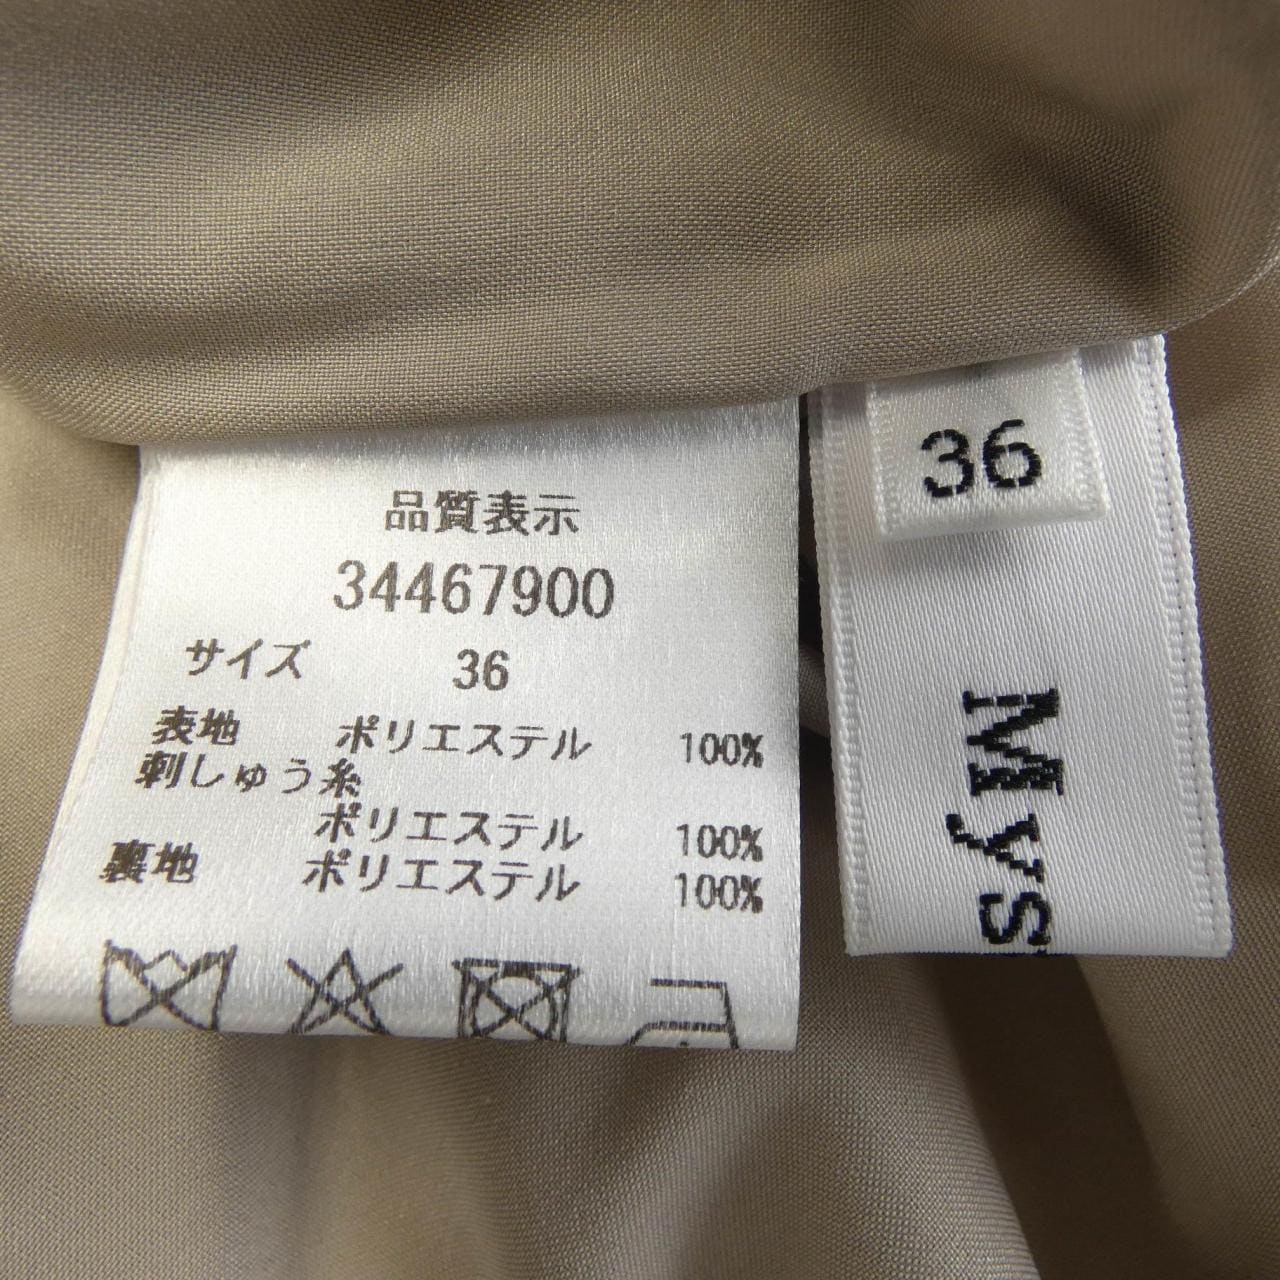 品質表示
34467900
サイズ 36
表地 ポリエステル 100%
刺しゅう糸
ポリエステル 100%
裏地 ポリエステル 100%
36
Mys